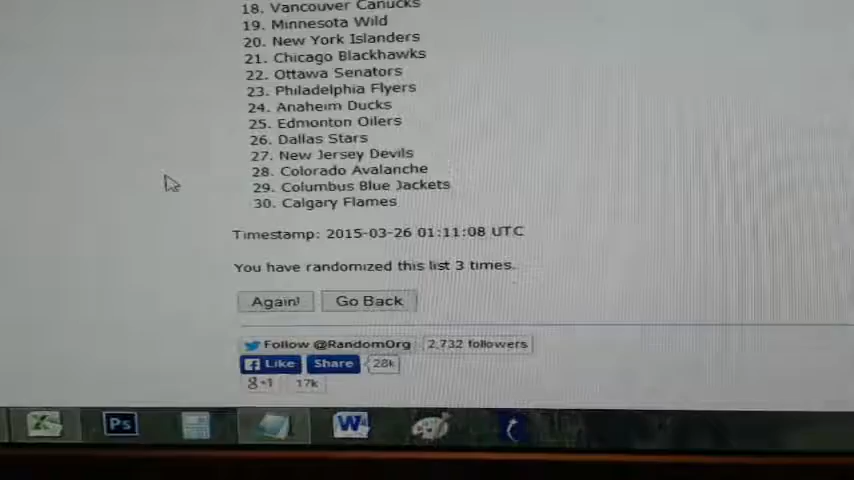 18. Vancouver Canucks
19. Minnesota Wild
20. New York Islanders
21. Chicago Blackhawks
22. Ottawa Senators
23. Philadelphia Flyers
24. Anaheim Ducks
25. Edmonton Oilers
26. Dallas Stars
27. New Jersey Devils
28. Colorado Avalanche
29. Columbus Blue Jackets
30. Calgary Flames
Timestamp: 2015-03-26 01:11:08 UTC
You have randomized this list 3 times.
Again! Go Back
Follow @RandomOrg 2,732 followers
Like Share 28k
g+1 17k
Ps W